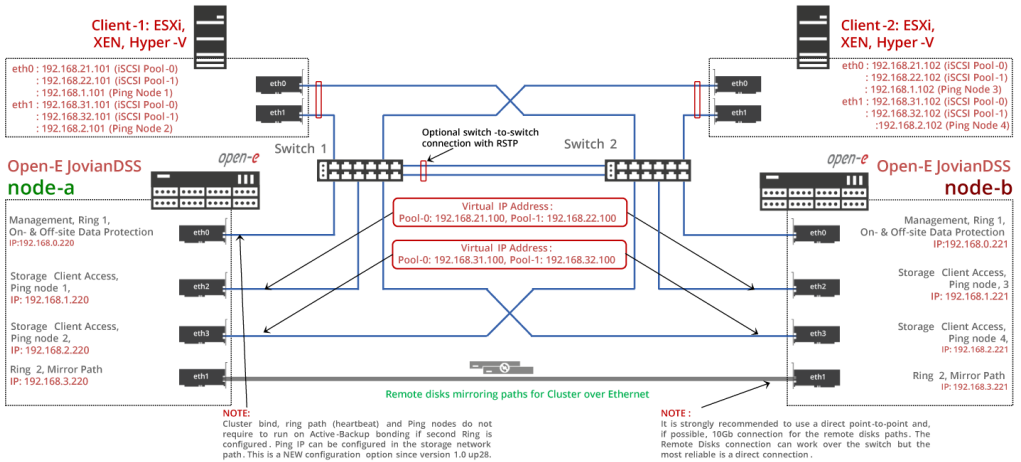 Client-1: ESXi,
XEN, Hyper-V
eth0 : 192.168.21.101 (iSCSI Pool-0)
: 192.168.22.101 (iSCSI Pool-1)
: 192.168.1.101 (Ping Node 1)
eth1 : 192.168.31.101 (iSCSI Pool-0)
: 192.168.32.101 (iSCSI Pool-1)
: 192.168.2.101 (Ping Node 2)
eth0
eth1
Client-2: ESXi,
XEN, Hyper-V
eth0 : 192.168.21.102 (iSCSI Pool-0)
: 192.168.22.102 (iSCSI Pool-1)
: 192.168.1.102 (Ping Node 3)
eth1 : 192.168.31.102 (iSCSI Pool-0)
: 192.168.32.102 (iSCSI Pool-1)
:192.168.2.102 (Ping Node 4)
eth0
eth1
Optional switch -to-switch
connection with RSTP
Switch 1
Switch 2
open-e
Open-E JovianDSS
node-a
open-e
Open-E JovianDSS
node-b
Virtual IP Address :
Pool-0: 192.168.21.100, Pool-1: 192.168.22.100
Virtual IP Address :
Pool-0: 192.168.31.100, Pool-1: 192.168.32.100
Management, Ring 1,
On- & Off-site Data Protection
IP:192.168.0.220
eth0
Storage Client Access,
Ping node 1,
IP: 192.168.1.220
eth2
Storage Client Access,
Ping node 2,
IP: 192.168.2.220
eth3
Ring 2, Mirror Path
IP: 192.168.3.220
eth1
eth0
Management, Ring 1,
On- & Off-site Data Protection
IP:192.168.0.221
eth2
Storage Client Access,
Ping node, 3
IP: 192.168.1.221
eth3
Storage Client Access,
Ping node 4,
IP: 192.168.2.221
eth1
Ring 2, Mirror Path
IP: 192.168.3.221
Remote disks mirroring paths for Cluster over Ethernet
NOTE:
Cluster bind, ring path (heartbeat) and Ping nodes do not
require to run on Active-Backup bonding if second Ring is
configured. Ping IP can be configured in the storage network
path. This is a NEW configuration option since version 1.0 up28.
NOTE :
It is strongly recommended to use a direct point-to-point and,
if possible, 10Gb connection for the remote disks paths. The
Remote Disks connection can work over the switch but the
most reliable is a direct connection.